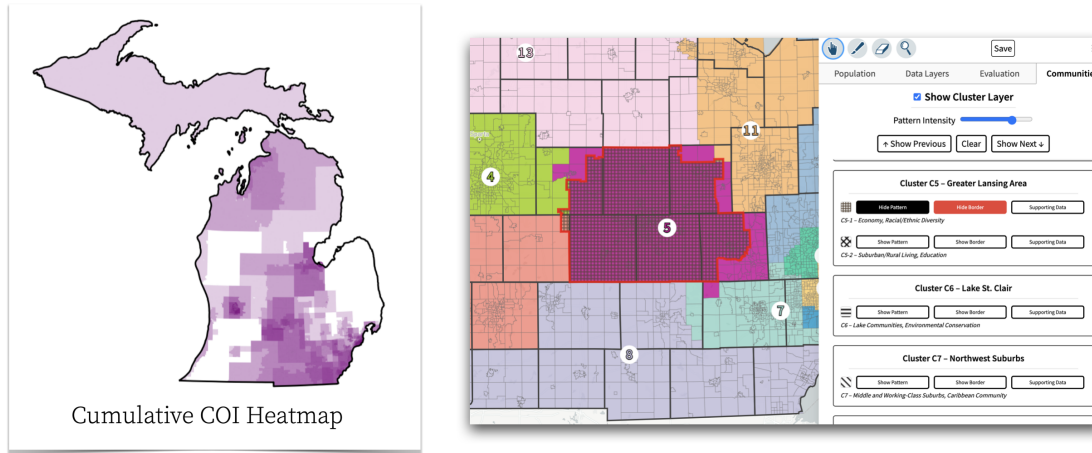 Cumulative COI Heatmap
13
11
4
5
7
8
Save
Population Data Layers Evaluation Communitie
Show Cluster Layer
Pattern Intensity
↑ Show Previous Clear Show Next ↓
Cluster C5 – Greater Lansing Area
Hide Pattern Hide Border Supporting Data
C5-1 – Economy, Racial/Ethnic Diversity
Show Pattern Show Border Supporting Data
C5-2 – Suburban/Rural Living, Education
Cluster C6 – Lake St. Clair
Show Pattern Show Border Supporting Data
C6 – Lake Communities, Environmental Conservation
Cluster C7 – Northwest Suburbs
Show Pattern Show Border Supporting Data
C7 – Middle and Working-Class Suburbs, Caribbean Community